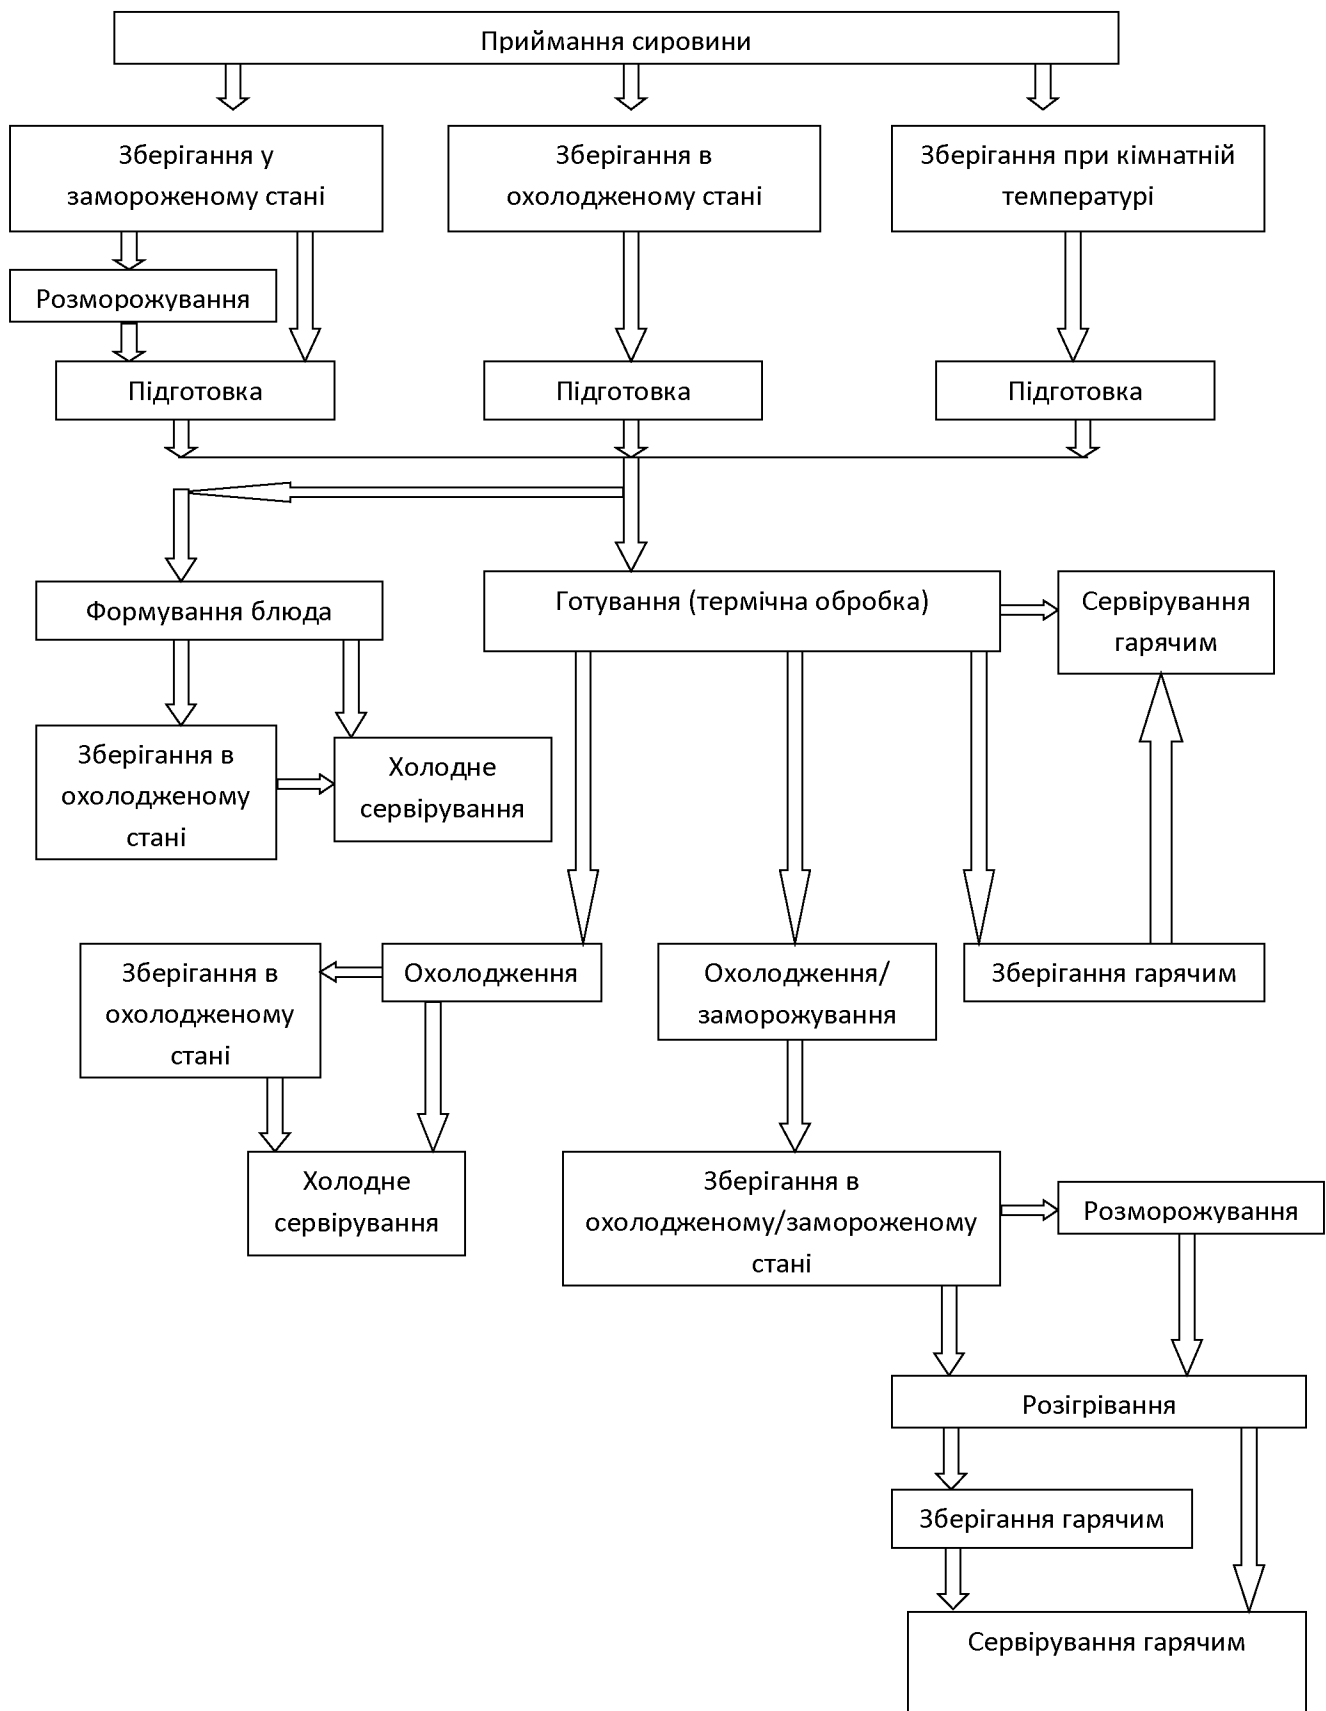 Приймання сировини
Зберігання у
замороженому стані
Зберігання в
охолодженому стані
Зберігання при кімнатній
температурі
Розморожування
Підготовка
Підготовка
Підготовка
Формування блюда
Готування (термічна обробка)
Сервірування
гарячим
Зберігання в
охолодженому
стані
Холодне
сервірування
Зберігання в
охолодженому
стані
Охолодження
Охолодження/
заморожування
Зберігання гарячим
Холодне
сервірування
Зберігання в
охолодженому/замороженому
стані
Розморожування
Розігрівання
Зберігання гарячим
Сервірування гарячим